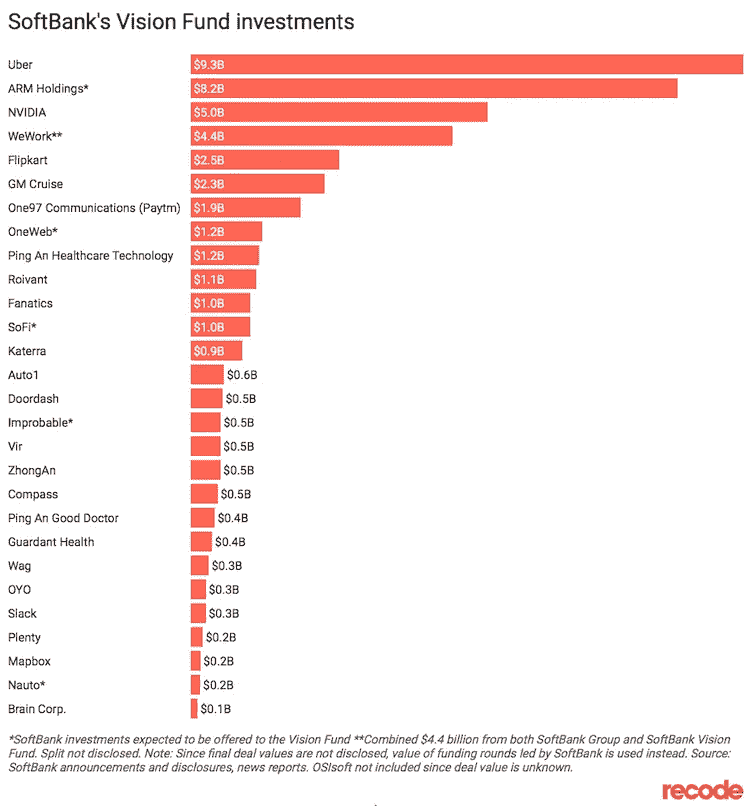 SoftBank's Vision Fund investments
Uber $9.3B
ARM Holdings* $8.2B
NVIDIA $5.0B
WeWork** $4.4B
Flipkart $2.5B
GM Cruise $2.3B
One97 Communications (Paytm) $1.9B
OneWeb* $1.2B
Ping An Healthcare Technology $1.2B
Roivant $1.1B
Fanatics $1.0B
SoFi* $1.0B
Katerra $0.9B
Auto1 $0.6B
Doordash $0.5B
Improbable* $0.5B
Vir $0.5B
ZhongAn $0.5B
Compass $0.5B
Ping An Good Doctor $0.4B
Guardant Health $0.4B
Wag $0.3B
OYO $0.3B
Slack $0.3B
Plenty $0.2B
Mapbox $0.2B
Nauto* $0.2B
Brain Corp. $0.1B
*SoftBank investments expected to be offered to the Vision Fund **Combined $4.4 billion from both SoftBank Group and SoftBank Vision
Fund. Split not disclosed. Note: Since final deal values are not disclosed, value of funding rounds led by SoftBank is used instead. Source:
SoftBank announcements and disclosures, news reports. OSIsoft not included since deal value is unknown.
recode